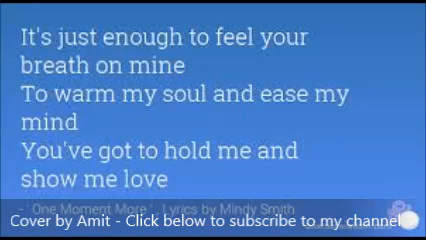 It's just enough to feel your
breath on mine
To warm my soul and ease my
mind
You've got to hold me and
show me love
- ' One Moment More ' , Lyrics by Mindy Smith
Cover by Amit - Click below to subscribe to my channel